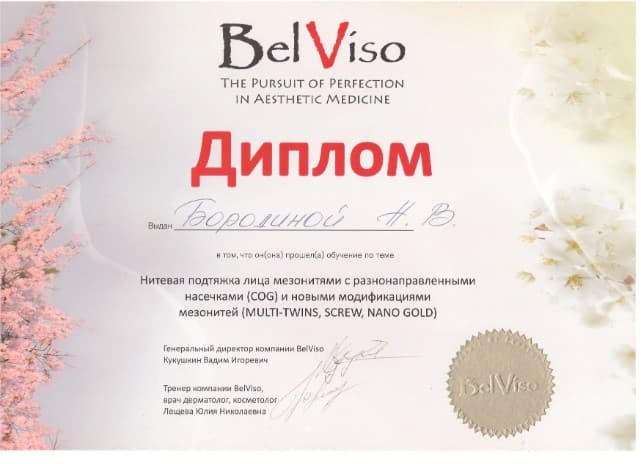 BelViso
THE PURSUIT OF PERFECTION
IN AESTHETIC MEDICINE
Диплом
Выдан Бородиной Н. В.
в том, что он(она) прошел(а) обучение по теме
Нитевая подтяжка лица мезонитями с разнонаправленными
насечками (COG) и новыми модификациями
мезонитей (MULTI-TWINS, SCREW, NANO GOLD)
Генеральный директор компании BelViso
Кукушкин Вадим Игоревич
Тренер компании BelViso,
врач дерматолог, косметолог
Лещева Юлия Николаевна
BelViso